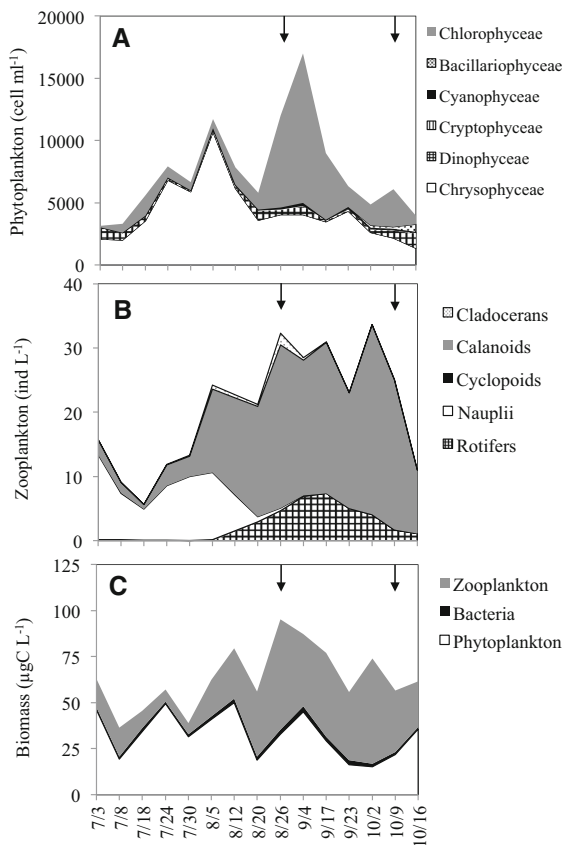 A
Phytoplankton (cell ml-1)
20000
15000
10000
5000
0
Chlorophyceae
Bacillariophyceae
Cyanophyceae
Cryptophyceae
Dinophyceae
Chrysophyceae
B
Zooplankton (ind L-1)
40
30
20
10
0
Cladocerans
Calanoids
Cyclopoids
Nauplii
Rotifers
C
Biomass (µgC L-1)
125
100
75
50
25
0
Zooplankton
Bacteria
Phytoplankton
7/3
7/8
7/18
7/24
7/30
8/5
8/12
8/20
8/26
9/4
9/17
9/23
10/2
10/9
10/16